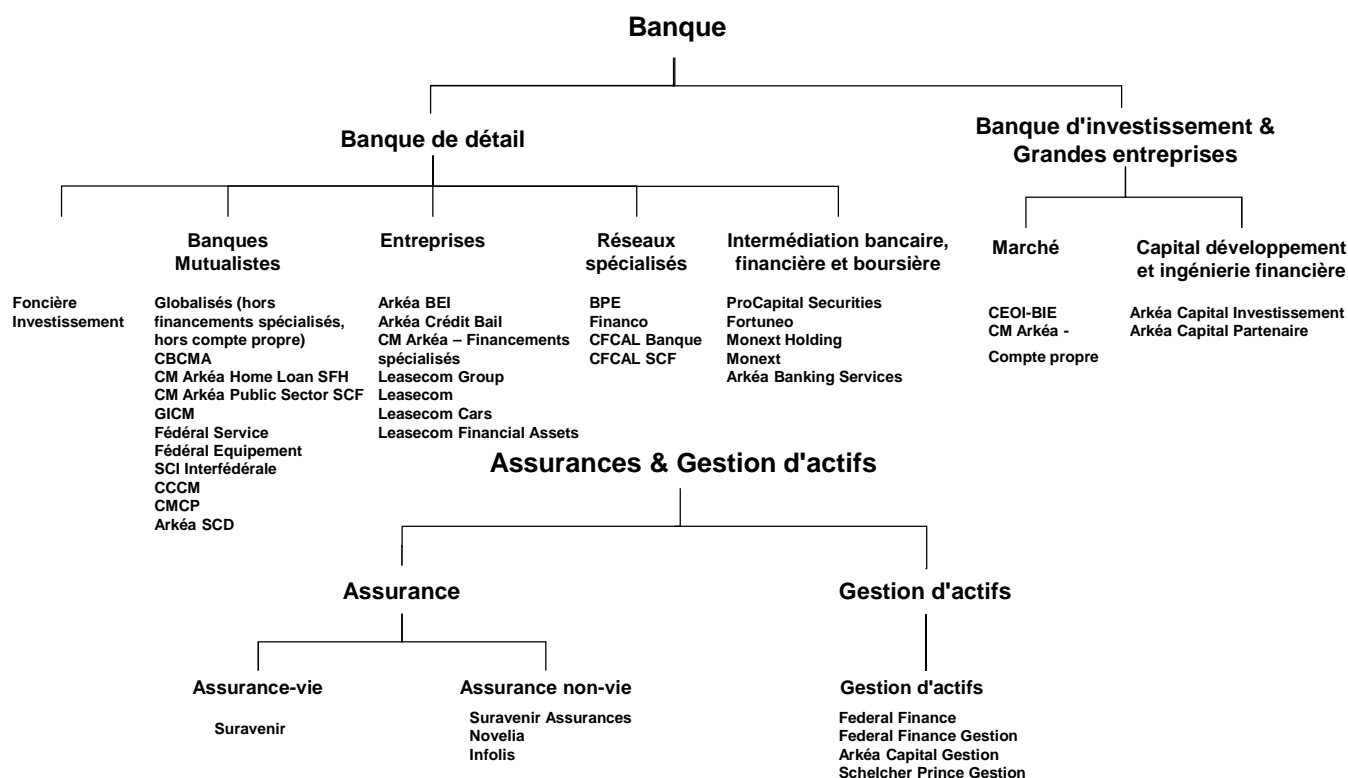 Banque
Banque de détail
Banque d'investissement &
Grandes entreprises
Foncière
Investissement
Banques
Mutualistes
Globalisés (hors
financements spécialisés,
hors compte propre)
CBCMA
CM Arkéa Home Loan SFH
CM Arkéa Public Sector SCF
GICM
Fédéral Service
Fédéral Equipement
SCI Interfédérale
CCCM
CMCP
Arkéa SCD
Entreprises
Arkéa BEI
Arkéa Crédit Bail
CM Arkéa – Financements
spécialisés
Leasecom Group
Leasecom
Leasecom Cars
Leasecom Financial Assets
Réseaux
spécialisés
BPE
Financo
CFCAL Banque
CFCAL SCF
Intermédiation bancaire,
financière et boursière
ProCapital Securities
Fortuneo
Monext Holding
Monext
Arkéa Banking Services
Marché
CEOI-BIE
CM Arkéa -
Compte propre
Capital développement
et ingénierie financière
Arkéa Capital Investissement
Arkéa Capital Partenaire
Assurances & Gestion d'actifs
Assurance
Gestion d'actifs
Assurance-vie
Suravenir
Assurance non-vie
Suravenir Assurances
Novelia
Infolis
Gestion d'actifs
Federal Finance
Federal Finance Gestion
Arkéa Capital Gestion
Schelcher Prince Gestion